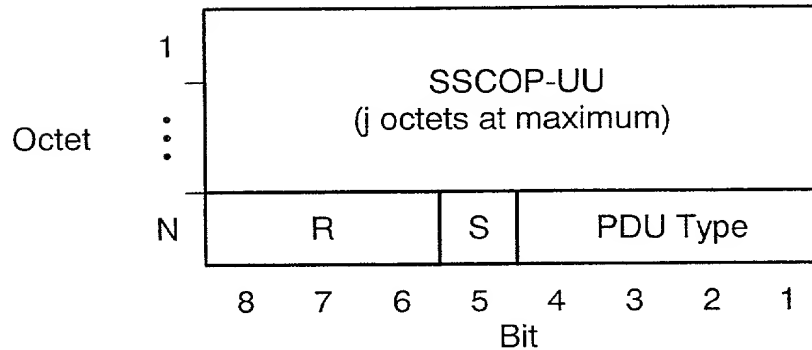 1
SSCOP-UU
(j octets at maximum)
Octet
N R S PDU Type
8 7 6 5 4 3 2 1
Bit